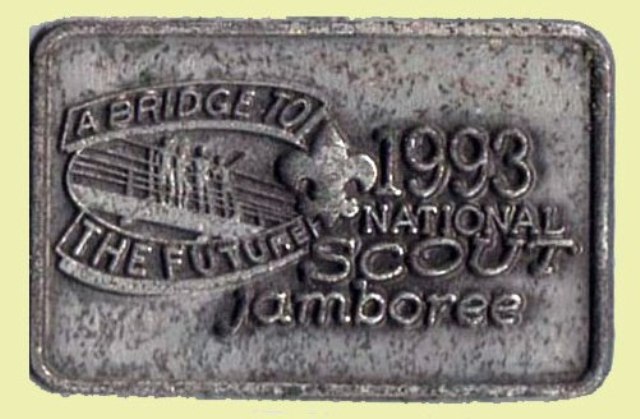 A BRIDGE TO
THE FUTURE
1993
NATIONAL
SCOUT
jamboree